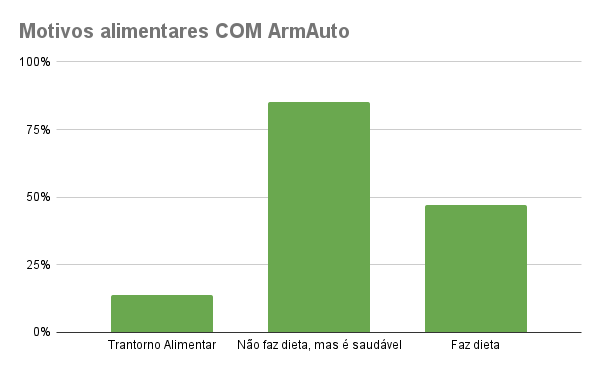 Motivos alimentares COM ArmAuto
100%
75%
50%
25%
0%
Trantorno Alimentar
Não faz dieta, mas é saudável
Faz dieta